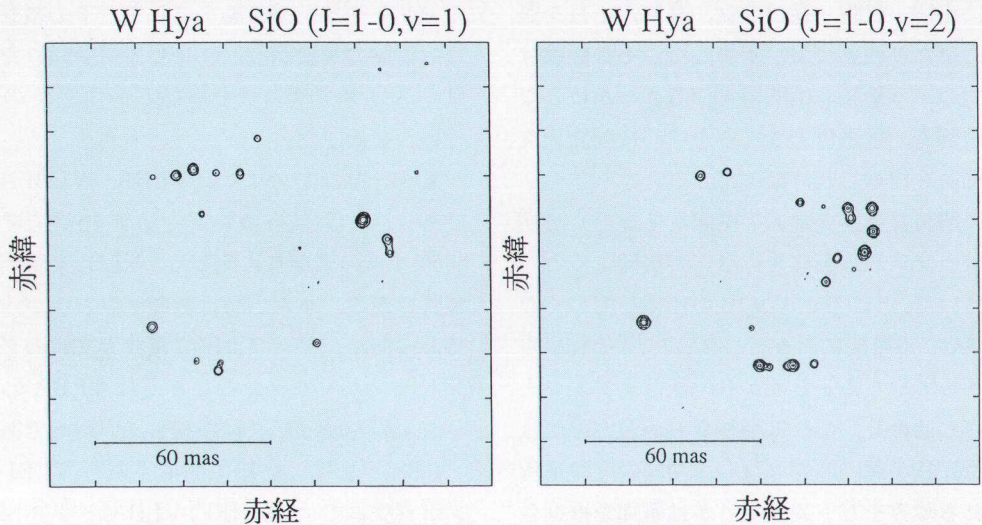 W Hya SiO (J=1-0,v=1)
赤緯
60 mas
赤経
W Hya SiO (J=1-0,v=2)
赤緯
60 mas
赤経